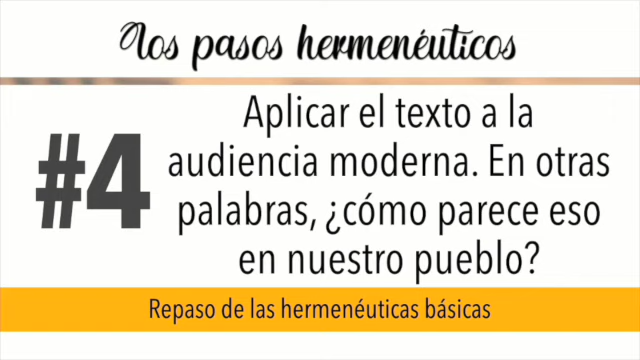 Los pasos hermenéuticos
#4
Aplicar el texto a la
audiencia moderna. En otras
palabras, ¿cómo parece eso
en nuestro pueblo?
Repaso de las hermenéuticas básicas